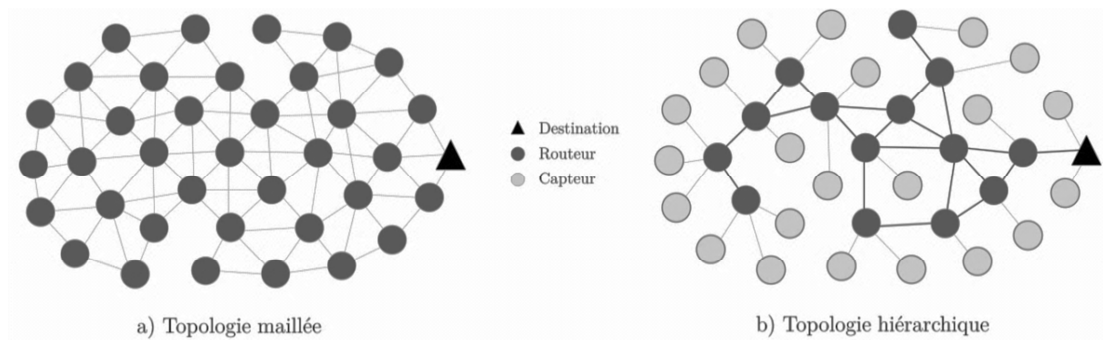 Destination
Routeur
Capteur
a) Topologie maillée
b) Topologie hiérarchique